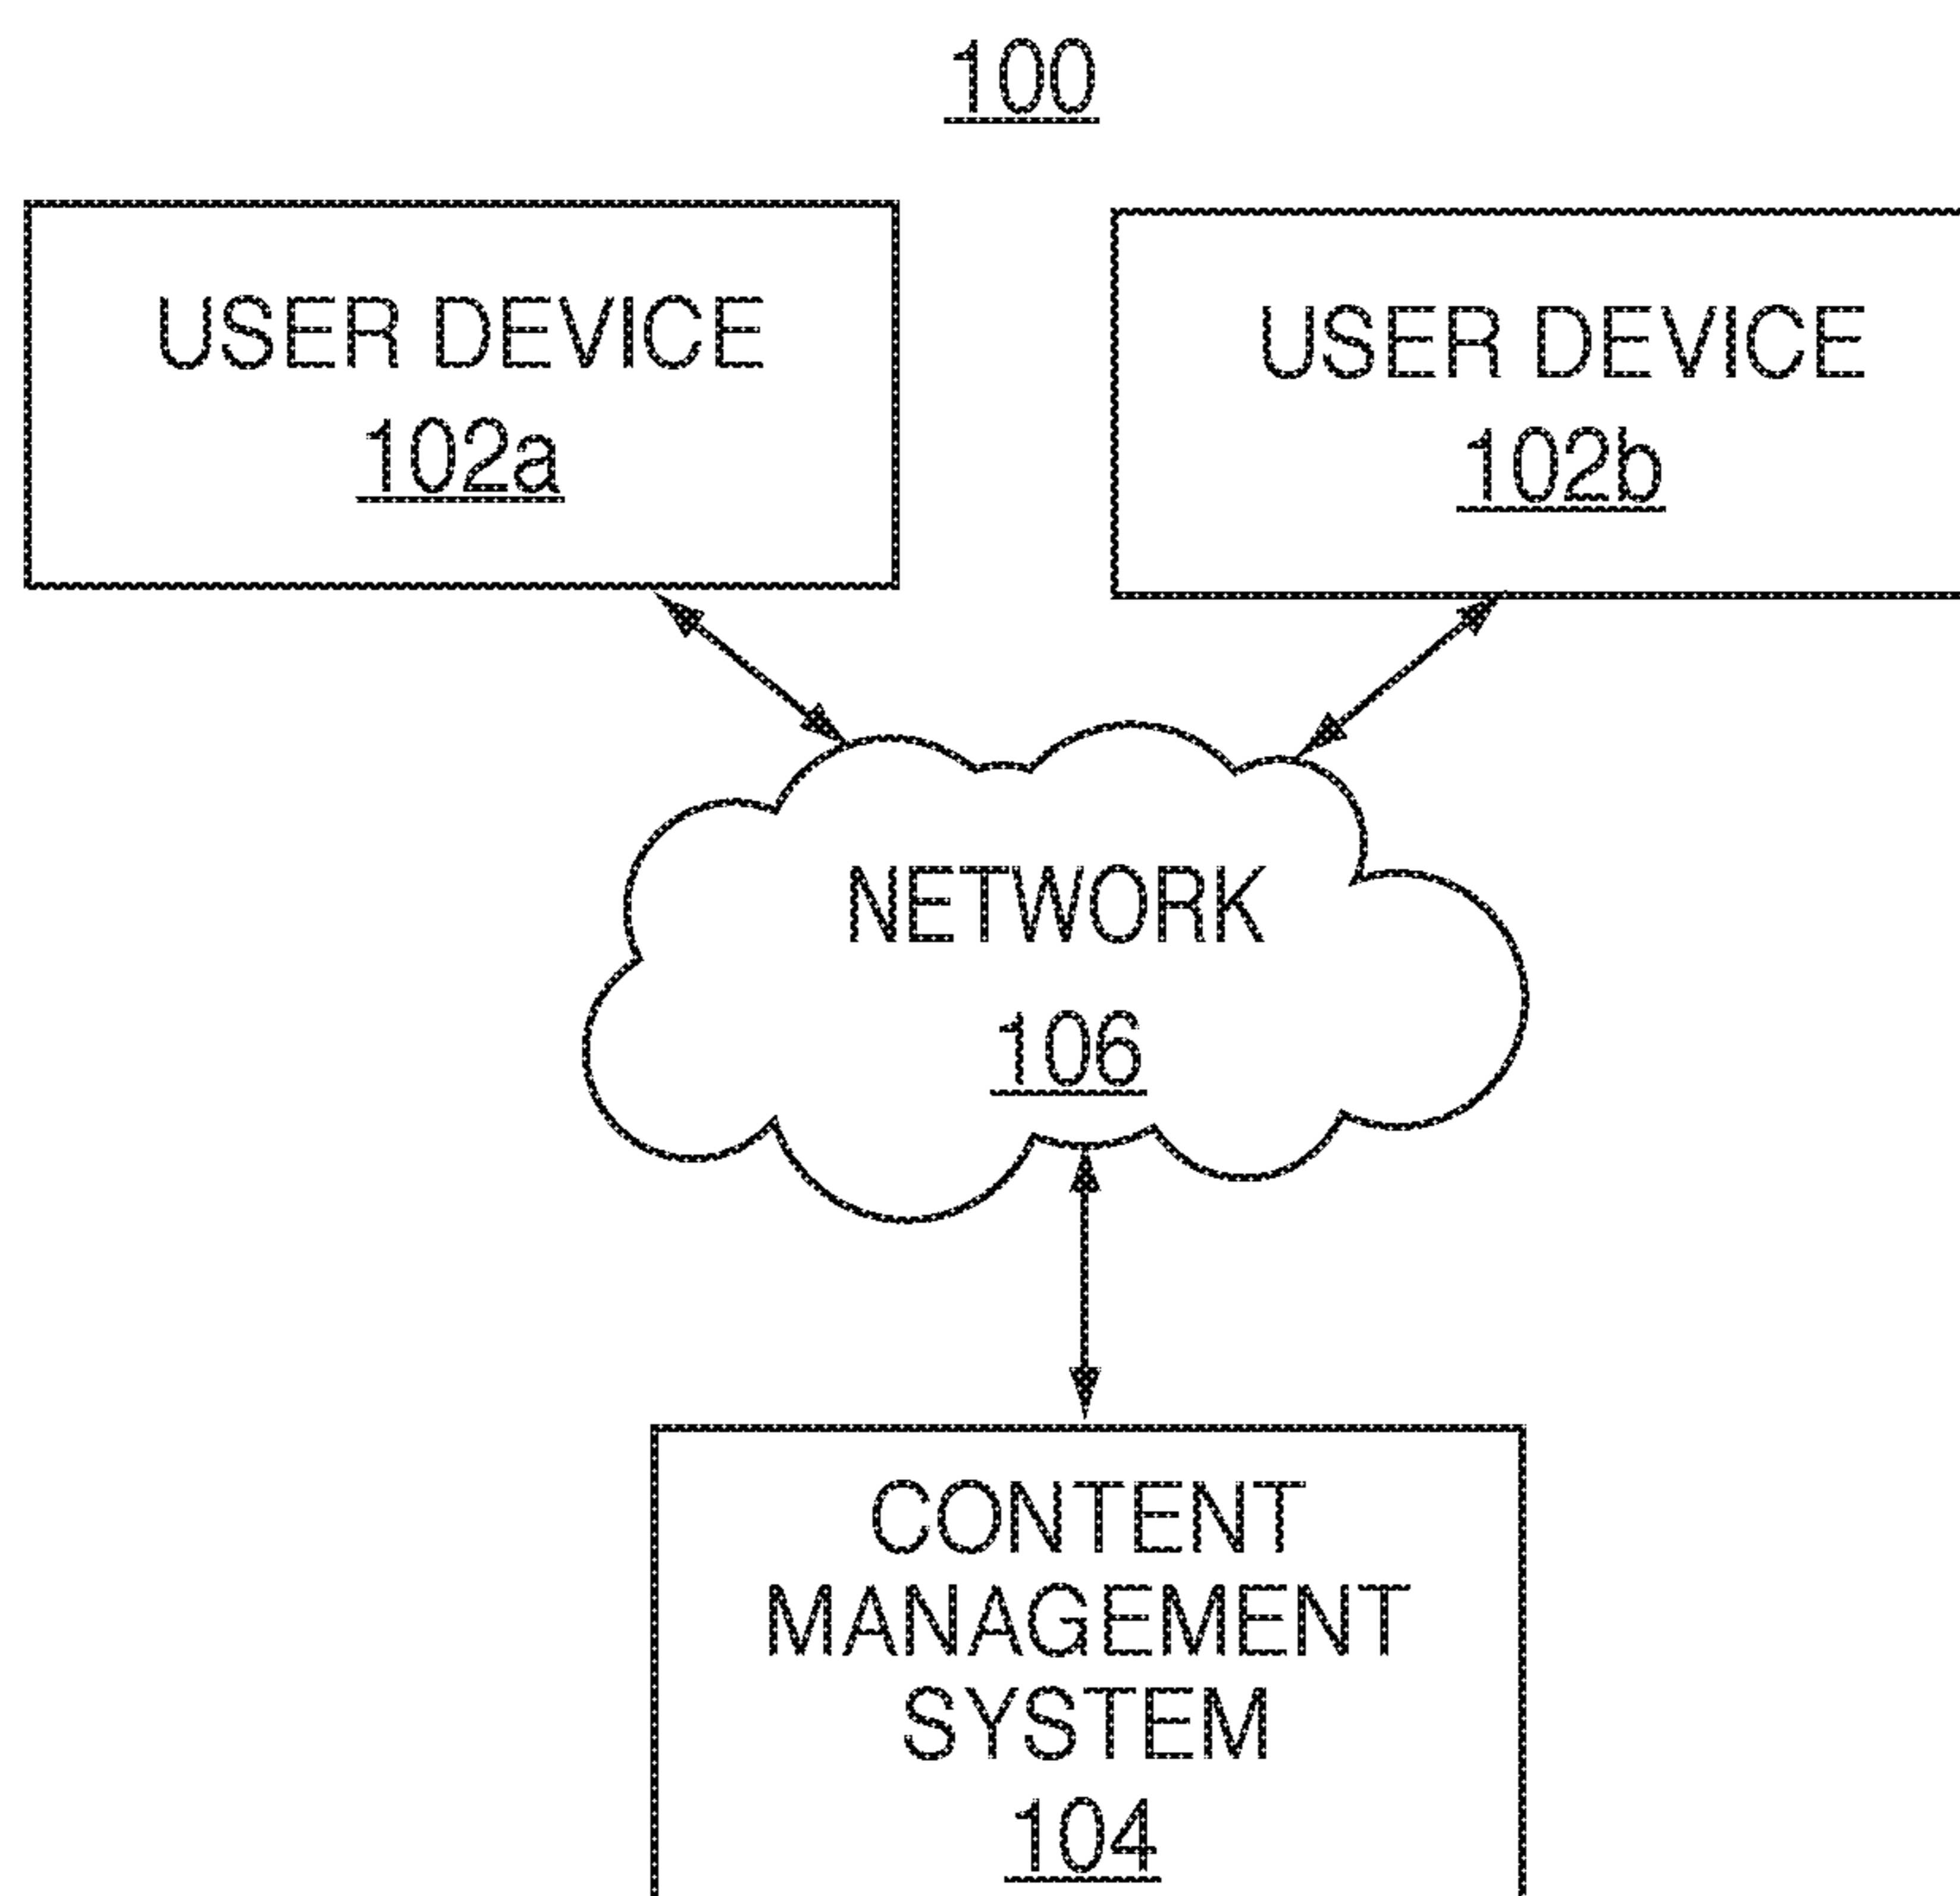 100
USER DEVICE
102a
USER DEVICE
102b
NETWORK
106
CONTENT
MANAGEMENT
SYSTEM
104